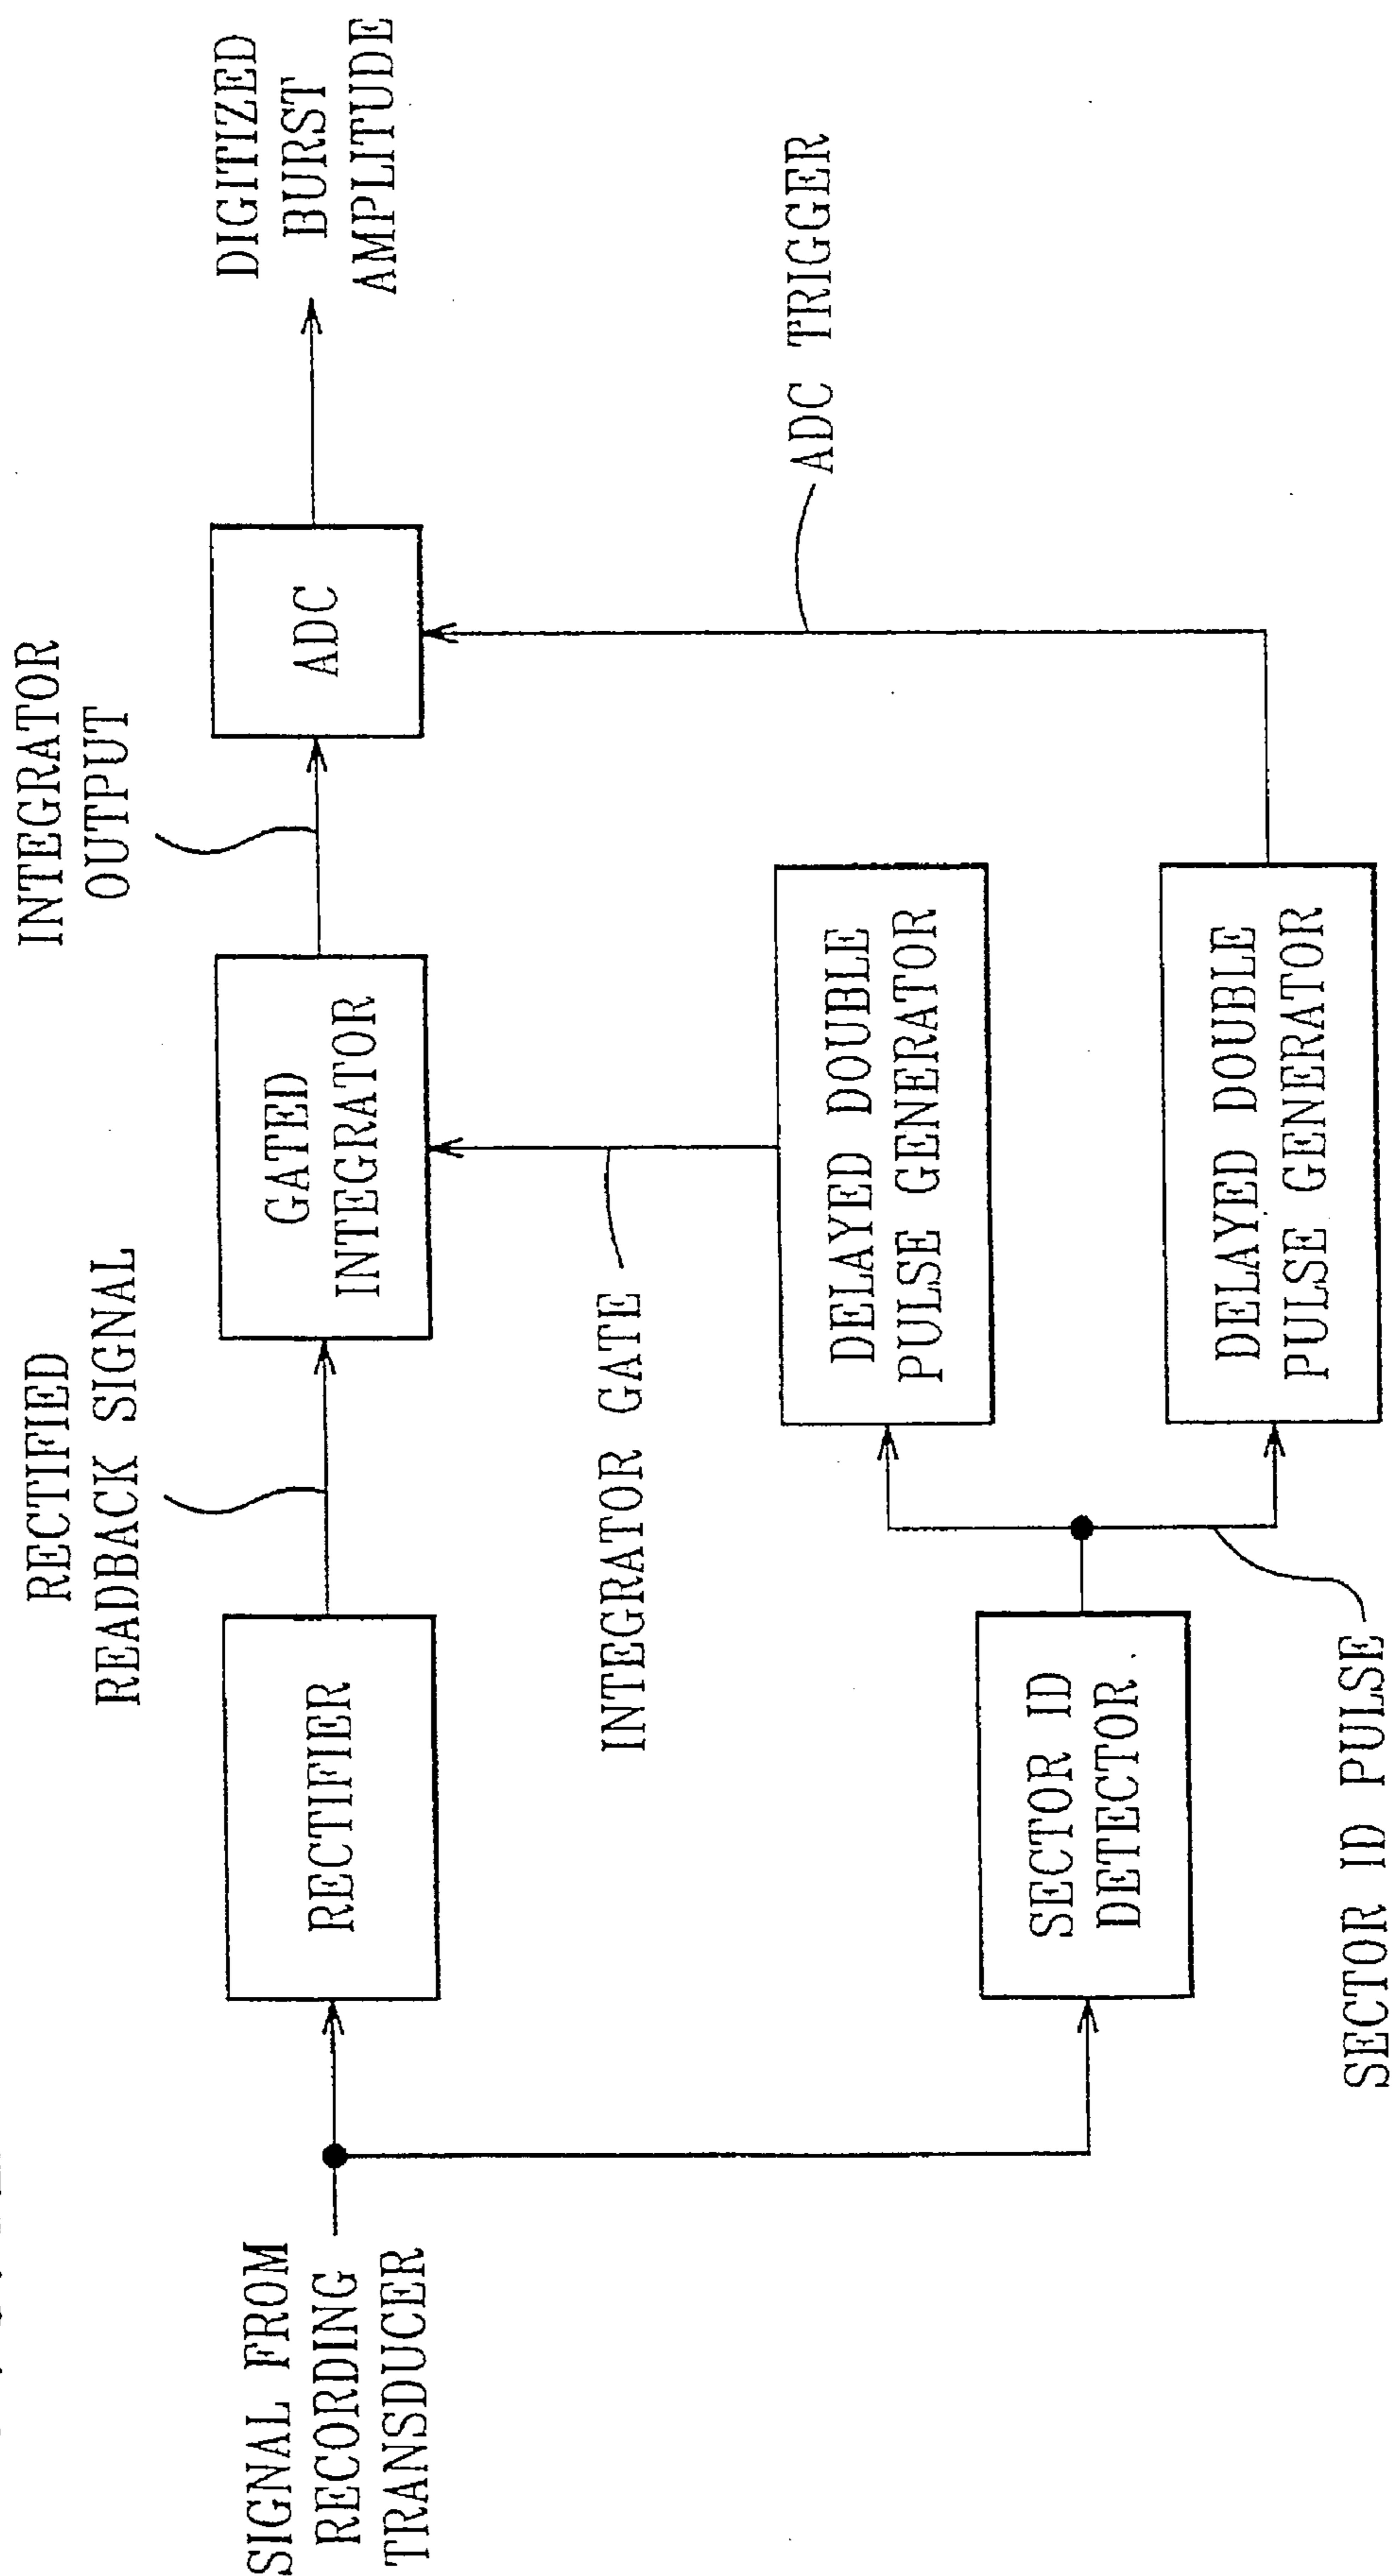 SIGNAL FROM
RECORDING
TRANSDUCER
RECTIFIER
RECTIFIED
READBACK SIGNAL
GATED
INTEGRATOR
INTEGRATOR
OUTPUT
ADC
DIGITIZED
BURST
AMPLITUDE
INTEGRATOR GATE
ADC TRIGGER
SECTOR ID
DETECTOR
SECTOR ID PULSE
DELAYED DOUBLE
PULSE GENERATOR
DELAYED DOUBLE
PULSE GENERATOR